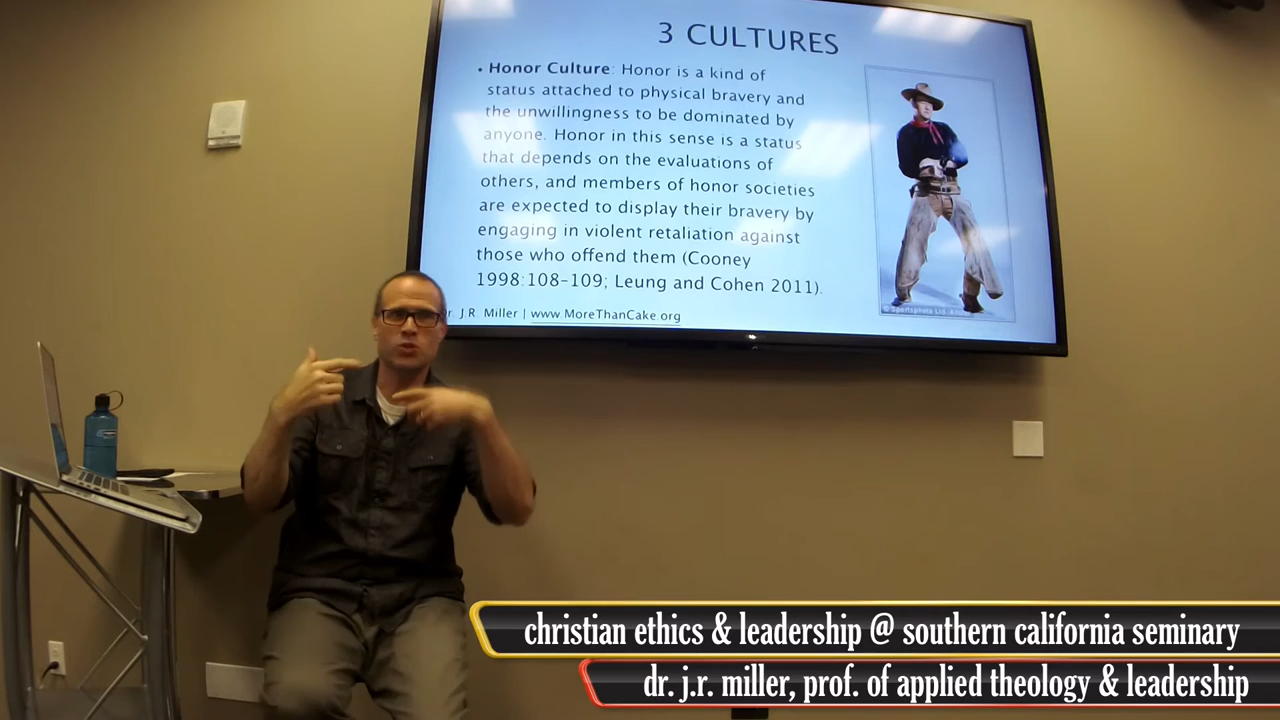 3 CULTURES
• Honor Culture: Honor is a kind of
status attached to physical bravery and
the unwillingness to be dominated by
anyone. Honor in this sense is a status
that depends on the evaluations of
others, and members of honor societies
are expected to display their bravery by
engaging in violent retaliation against
those who offend them (Cooney
1998:108-109; Leung and Cohen 2011).
r. J.R. Miller | www.MoreThanCake.org
© Sportsphoto Ltd.
christian ethics & leadership @ southern california seminary
dr. j.r. miller, prof. of applied theology & leadership